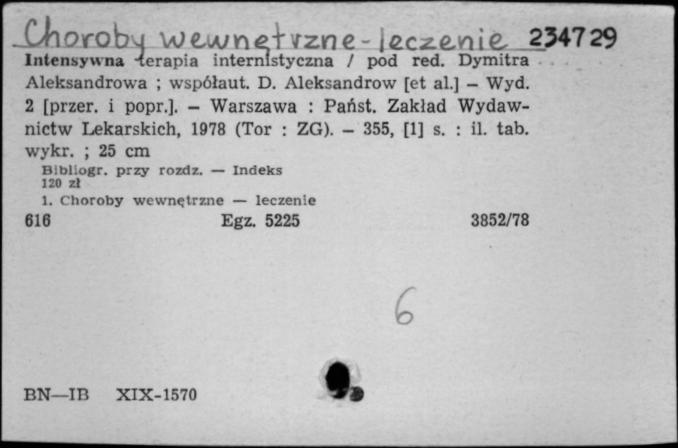 Choroby wewnętrzne - leczenie 234729
Intensywna terapia internistyczna / pod red. Dymitra
Aleksandrowa ; współaut. D. Aleksandrow [et al.] — Wyd.
2 [przer. i popr.]. — Warszawa : Państ. Zakład Wydaw-
nictw Lekarskich, 1978 (Tor : ZG). — 355, [1] s. : il. tab.
wykr. ; 25 cm
Bibliogr. przy rozdz. — Indeks
120 zł
1. Choroby wewnętrzne — leczenie
616 Egz. 5225 3852/78
6
BN—IB XIX-1570